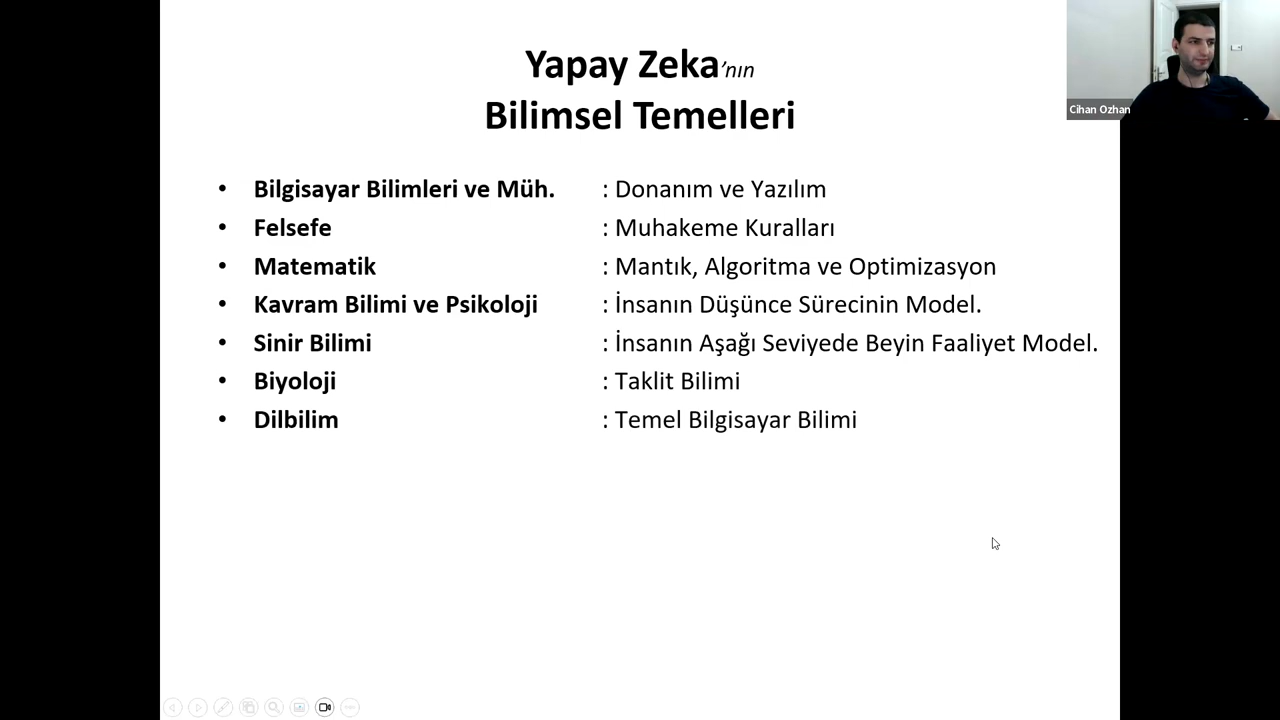 Yapay Zeka'nın
Bilimsel Temelleri
Cihan Ozhan
• Bilgisayar Bilimleri ve Müh. : Donanım ve Yazılım
• Felsefe : Muhakeme Kuralları
• Matematik : Mantık, Algoritma ve Optimizasyon
• Kavram Bilimi ve Psikoloji : İnsanın Düşünce Sürecinin Model.
• Sinir Bilimi : İnsanın Aşağı Seviyede Beyin Faaliyet Model.
• Biyoloji : Taklit Bilimi
• Dilbilim : Temel Bilgisayar Bilimi